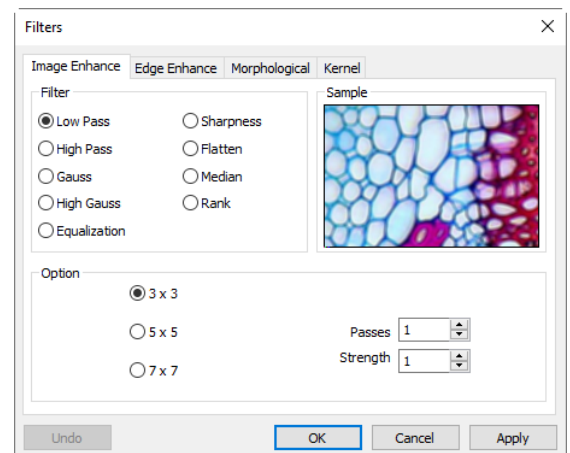 Filters
Image Enhance Edge Enhance Morphological Kernel
Filter
Low Pass
High Pass
Gauss
High Gauss
Equalization
Sharpness
Flatten
Median
Rank
Sample
Option
3 x 3
5 x 5
7 x 7
Passes 1
Strength 1
Undo OK Cancel Apply